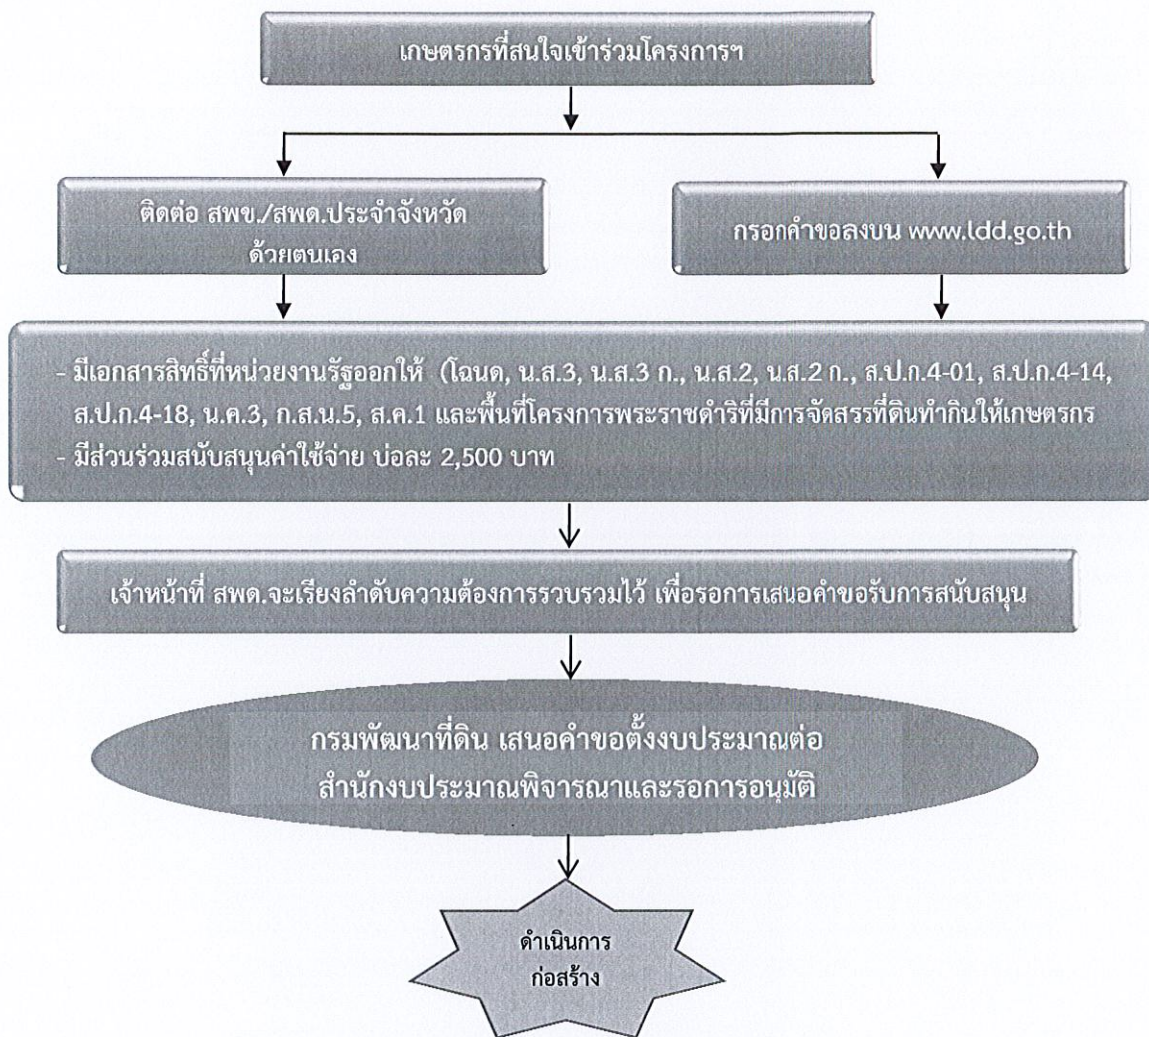 เกษตรกรที่สนใจเข้าร่วมโครงการฯ
ติดต่อ สพข./สพด.ประจำจังหวัด
ด้วยตนเอง
กรอกคำขอลงบน www.ldd.go.th
- มีเอกสารสิทธิ์ที่หน่วยงานรัฐออกให้ (โฉนด, น.ส.3, น.ส.3 ก., น.ส.2, น.ส.2 ก., ส.ป.ก.4-01, ส.ป.ก.4-14,
ส.ป.ก.4-18, น.ค.3, ก.ส.น.5, ส.ค.1 และพื้นที่โครงการพระราชดำริที่มีการจัดสรรที่ดินทำกินให้เกษตรกร
- มีส่วนร่วมสนับสนุนค่าใช้จ่าย บ่อละ 2,500 บาท
เจ้าหน้าที่ สพด.จะเรียงลำดับความต้องการรวบรวมไว้ เพื่อรอการเสนอคำขอรับการสนับสนุน
กรมพัฒนาที่ดิน เสนอคำขอตั้งงบประมาณต่อ
สำนักงบประมาณพิจารณาและรอการอนุมัติ
ดำเนินการ
ก่อสร้าง